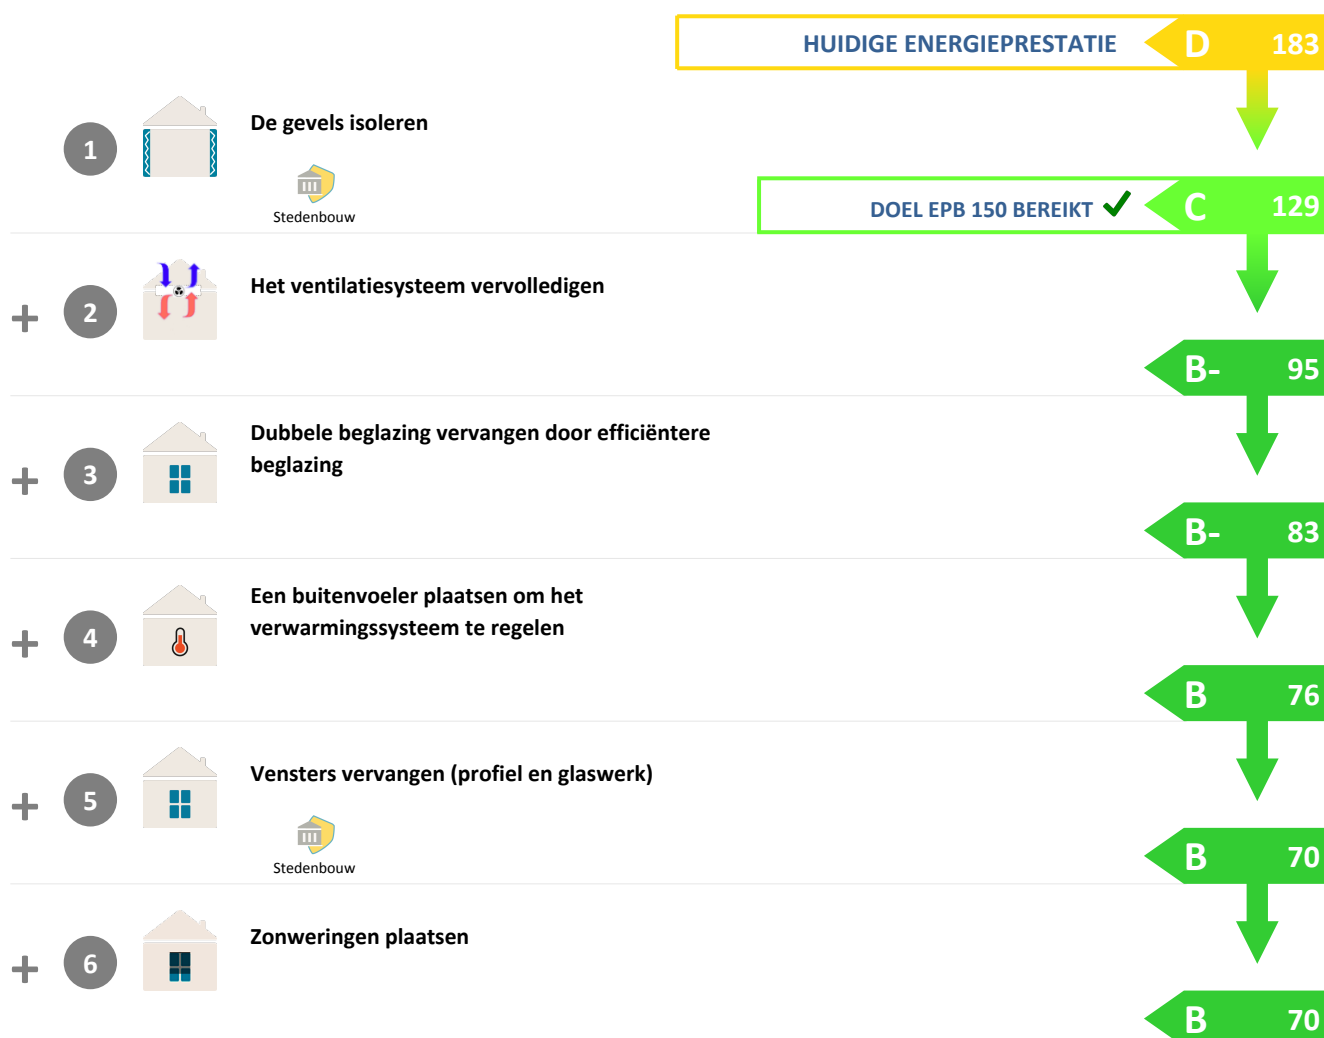 HUIDIGE ENERGIEPRESTATIE D 183
1 De gevels isoleren
Stedenbouw
DOEL EPB 150 BEREIKT ✔ C 129
+ 2 Het ventilatiesysteem vervolledigen
B- 95
+ 3 Dubbele beglazing vervangen door efficiëntere
beglazing
B- 83
+ 4 Een buitenvoeler plaatsen om het
verwarmingssysteem te regelen
B 76
+ 5 Vensters vervangen (profiel en glaswerk)
Stedenbouw
B 70
+ 6 Zonweringen plaatsen
B 70